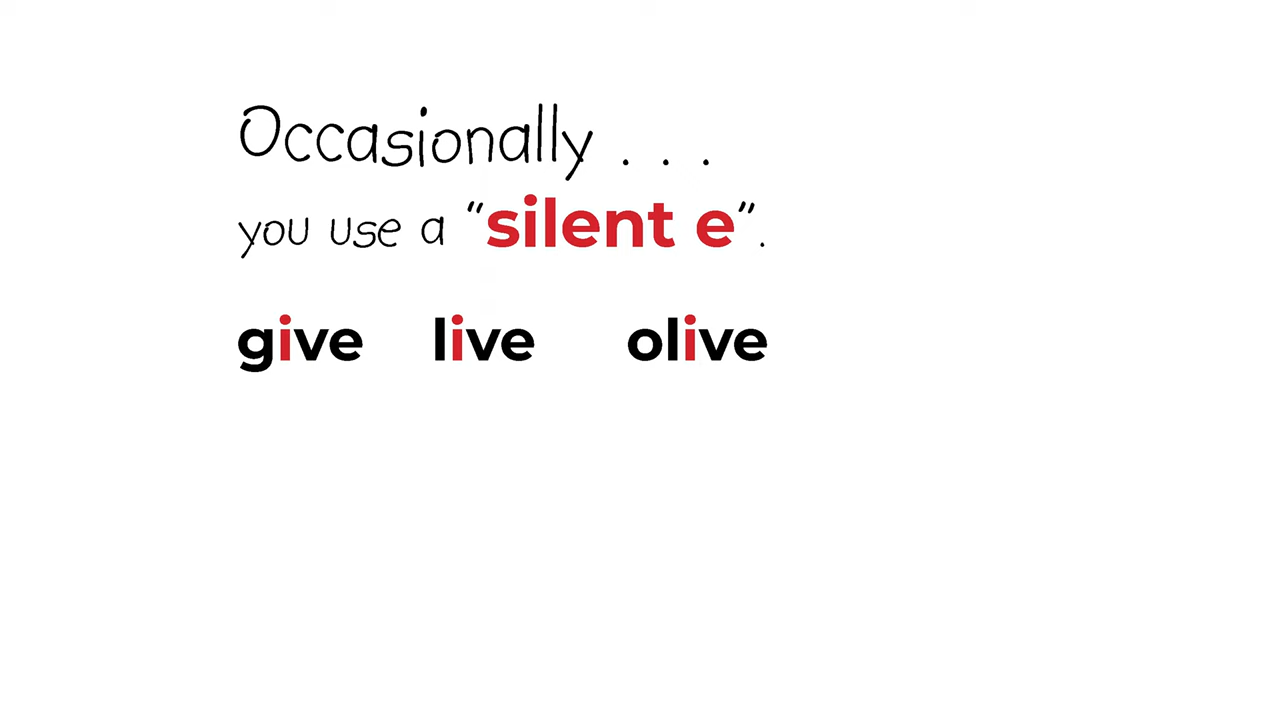 Occasionally . . .
you use a "silent e".
give live olive